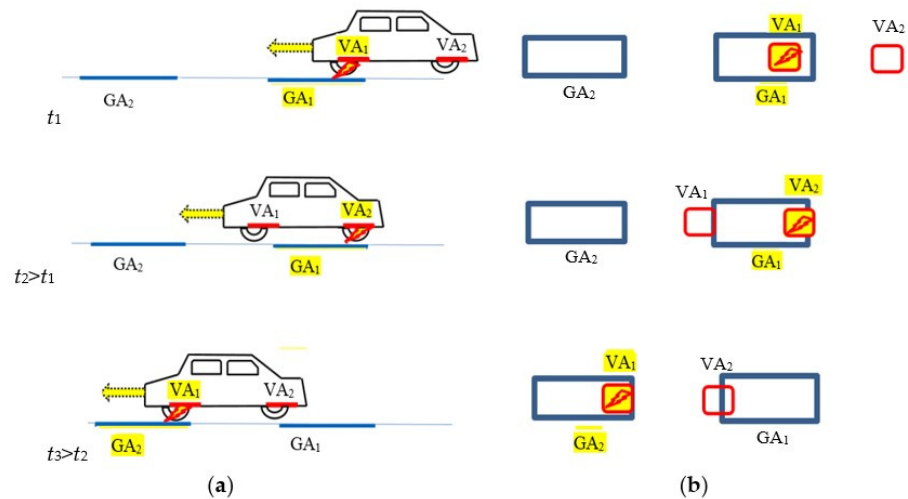 VA₁ VA₂ VA₁ VA₂
GA₂ GA₁ GA₂ GA₁
t₁
VA₁ VA₂ VA₁ VA₂
GA₂ GA₁ GA₂ GA₁
t₂>t₁
VA₁ VA₂ VA₁ VA₂
GA₂ GA₁ GA₂ GA₁
t₃>t₂
(a) (b)